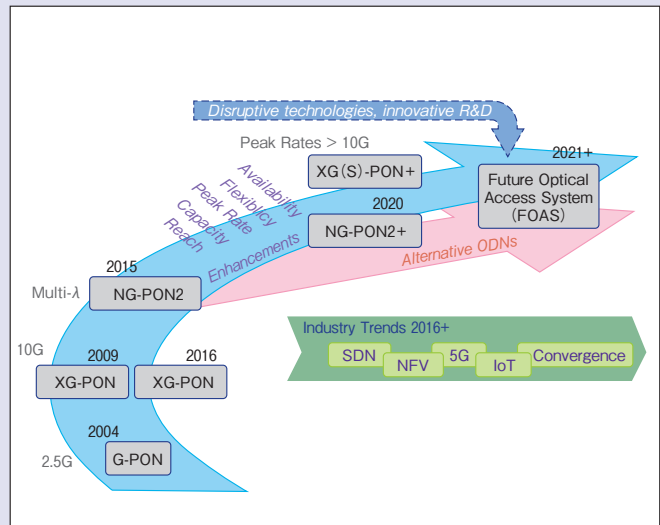 Disruptive technologies, innovative R&D
Peak Rates > 10G
2021+
XG(S)-PON+
Future Optical
Access System
(FOAS)
Availability
Flexiblicy
Peak Rate
Capacity
Reach
2020
NG-PON2+
Enhancements
Alternative ODNs
2015
Multi-λ
NG-PON2
Industry Trends 2016+
SDN
NFV
5G
IoT
Convergence
10G
2009
2016
XG-PON
XG-PON
2004
2.5G
G-PON